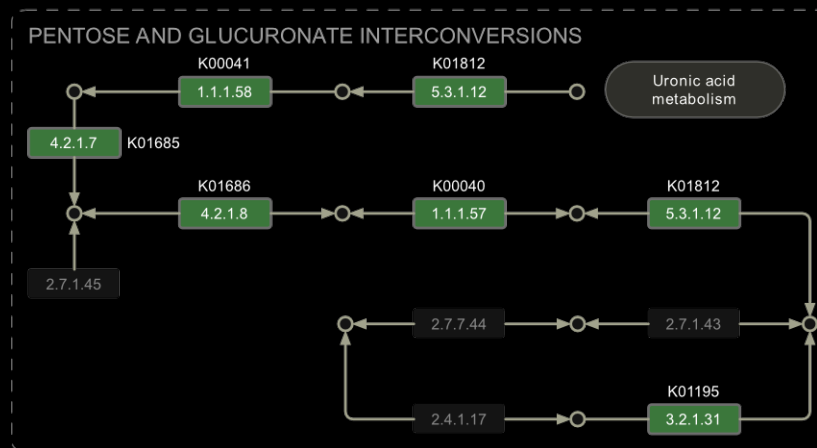 PENTOSE AND GLUCURONATE INTERCONVERSIONS
K00041
K01812
1.1.1.58
5.3.1.12
Uronic acid
metabolism
4.2.1.7
K01685
K01686
K00040
K01812
4.2.1.8
1.1.1.57
5.3.1.12
2.7.1.45
2.7.7.44
2.7.1.43
K01195
2.4.1.17
3.2.1.31